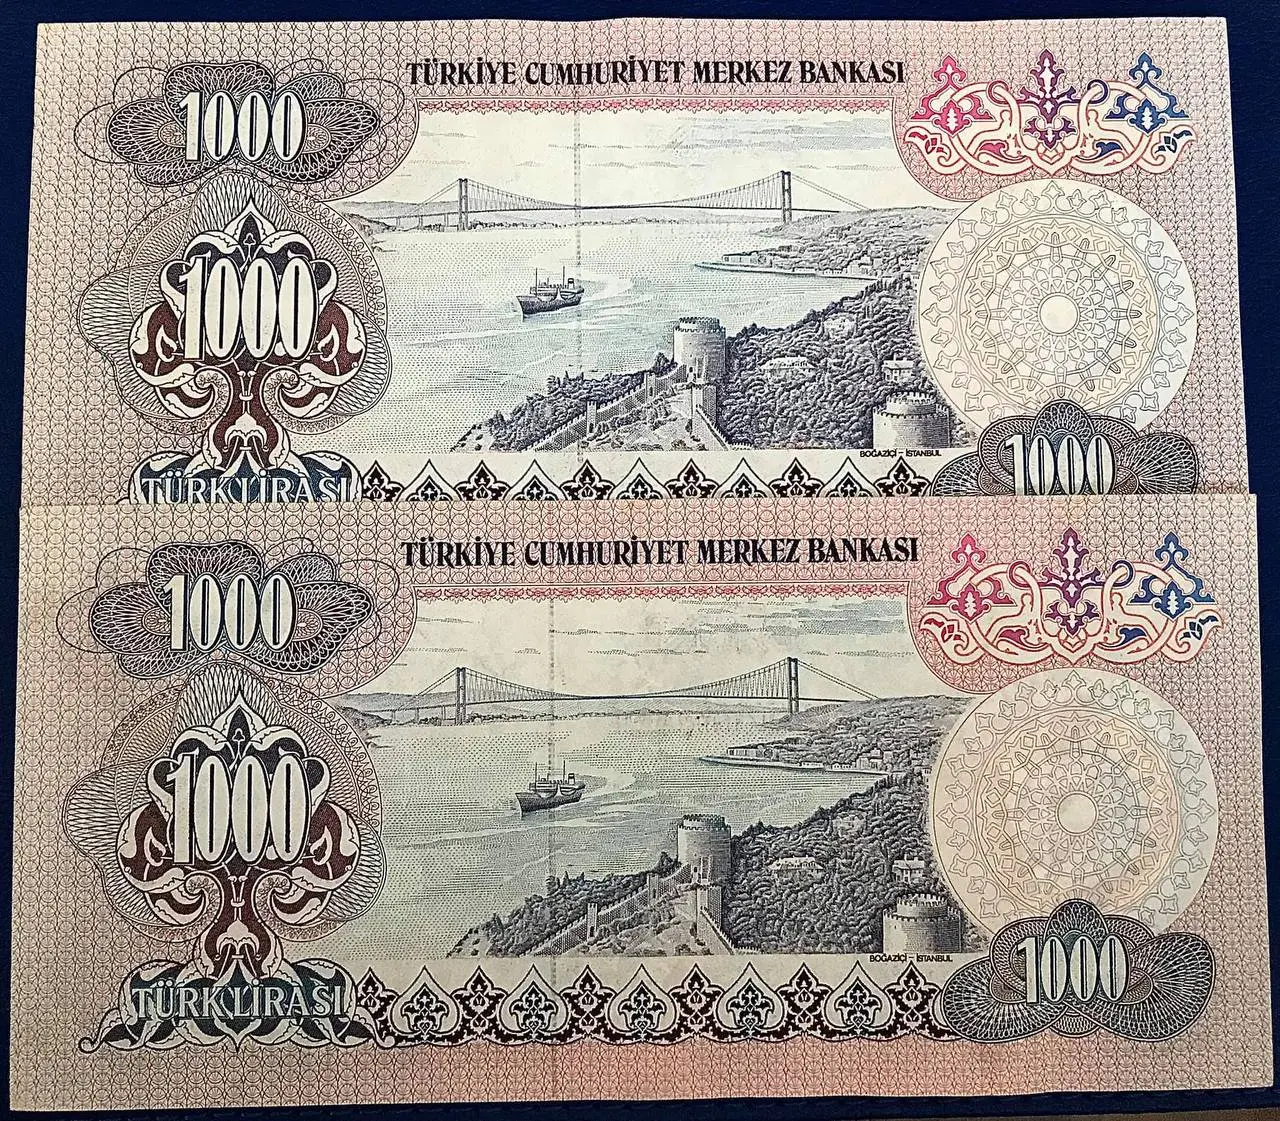 TÜRKİYE CUMHURİYET MERKEZ BANKASI
1000
1000
BOĞAZİÇİ - İSTANBUL
1000
TÜRK LİRASI
TÜRKİYE CUMHURİYET MERKEZ BANKASI
1000
1000
BOĞAZİÇİ - İSTANBUL
1000
TÜRK LİRASI